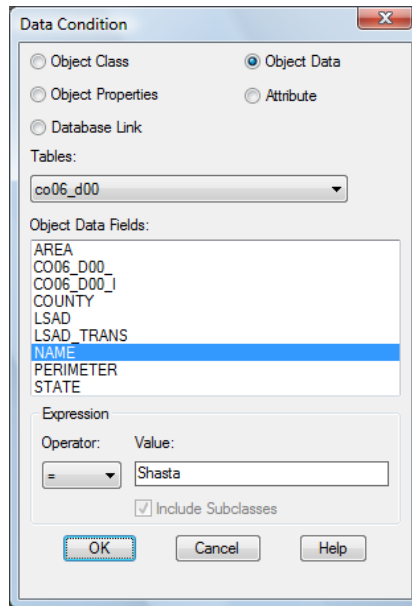 Data Condition
Object Class
Object Data
Object Properties
Attribute
Database Link
Tables:
co06_d00
Object Data Fields:
AREA
CO06_D00_
CO06_D00_I
COUNTY
LSAD
LSAD_TRANS
NAME
PERIMETER
STATE
Expression
Operator: Value:
= Shasta
Include Subclasses
OK Cancel Help